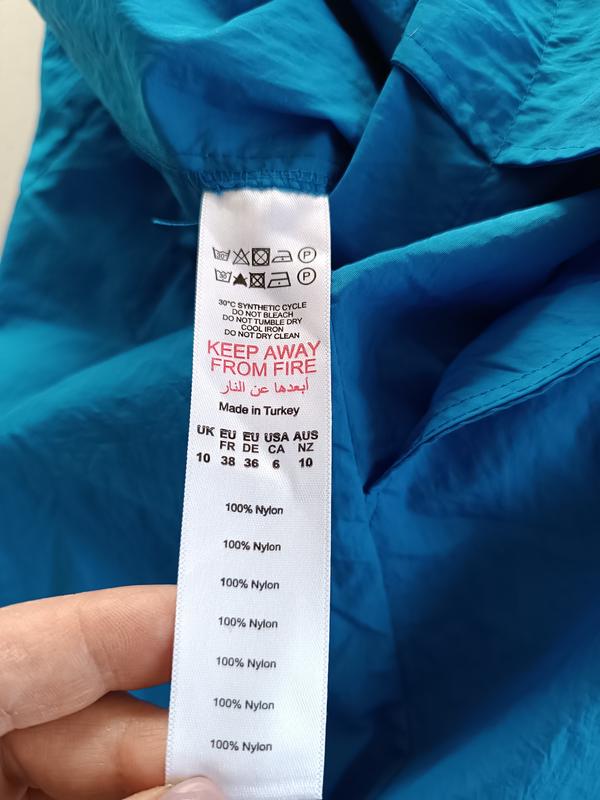 30°C SYNTHETIC CYCLE
DO NOT BLEACH
DO NOT TUMBLE DRY
COOL IRON
DO NOT DRY CLEAN
KEEP AWAY
FROM FIRE
أبعدها عن النار
Made in Turkey
UK EU EU USA AUS
FR DE CA NZ
10 38 36 6 10
100% Nylon
100% Nylon
100% Nylon
100% Nylon
100% Nylon
100% Nylon
100% Nylon